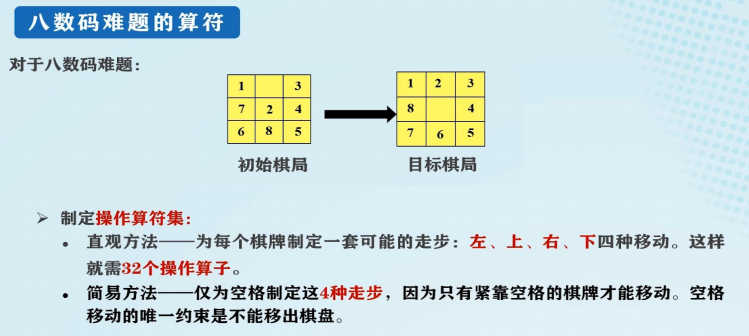 八数码难题的算符
对于八数码难题：
1 3
7 2 4
6 8 5
初始棋局
1 2 3
8 4
7 6 5
目标棋局
➢ 制定操作算符集：
• 直观方法——为每个棋牌制定一套可能的走步：左、上、右、下四种移动。这样
就需32个操作算子。
• 简易方法——仅为空格制定这4种走步，因为只有紧靠空格的棋牌才能移动。空格
移动的唯一约束是不能移出棋盘。